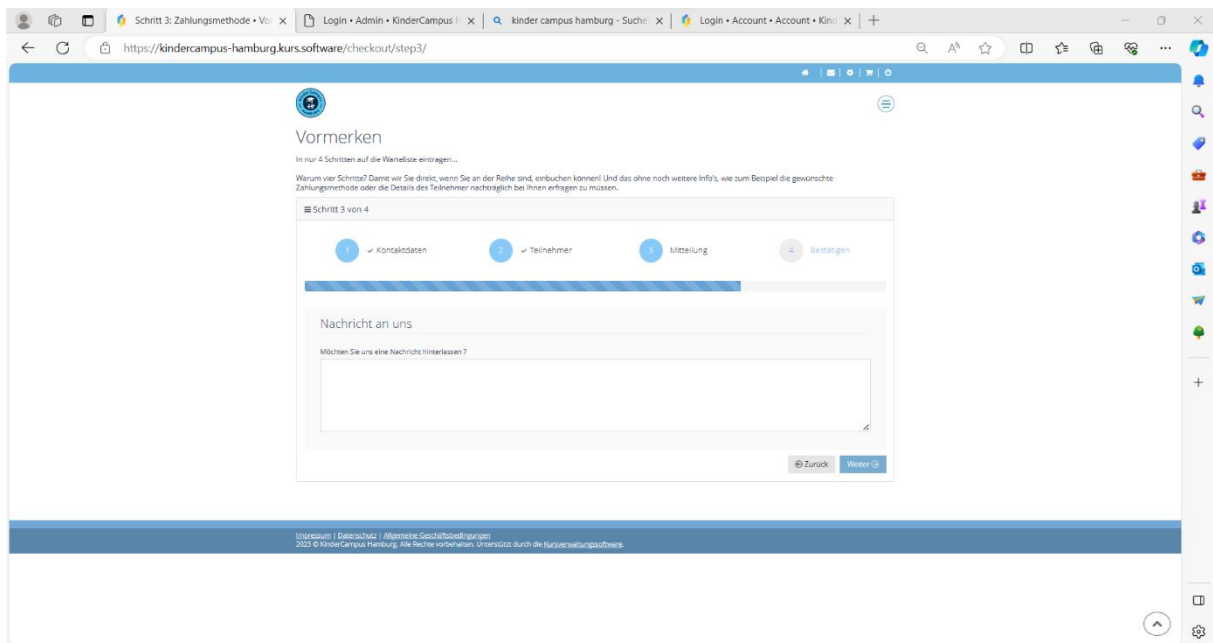 Schritt 3: Zahlungsmethode • Vo
Login • Admin • KinderCampus
kinder campus hamburg - Suche
Login • Account • Account • Kind
https://kindercampus-hamburg.kurs.software/checkout/step3/
Vormerken
In nur 4 Schritten auf die Warteliste eintragen...
Warum vier Schritte? Damit wir Sie direkt, wenn Sie an der Reihe sind, einbuchen können! Und das ohne noch weitere Info's, wie zum Beispiel die gewünschte
Zahlungsmethode oder die Details des Teilnehmer nachträglich bei Ihnen erfragen zu müssen.
Schritt 3 von 4
1 Kontaktdaten 2 Teilnehmer 3 Mitteilung 4 Bestätigen
Nachricht an uns
Möchten Sie uns eine Nachricht hinterlassen ?
Zurück Weiter
Impressum | Datenschutz | Allgemeine Geschäftsbedingungen
2023 © KinderCampus Hamburg. Alle Rechte vorbehalten. Unterstützt durch die Kursverwaltungssoftware.